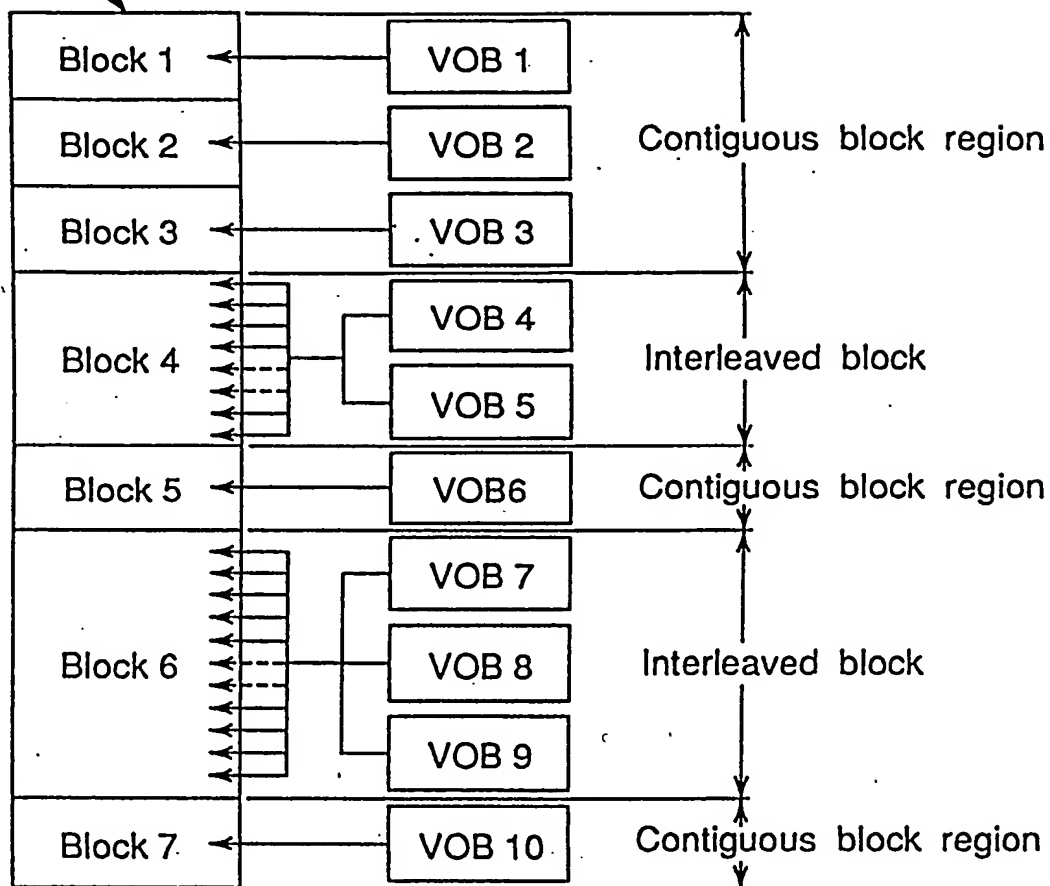 Block 1
VOB 1
Block 2
VOB 2
Contiguous block region
Block 3
VOB 3
VOB 4
Block 4
Interleaved block
VOB 5
Block 5
VOB6
Contiguous block region
VOB 7
Block 6
VOB 8
Interleaved block
VOB 9
Block 7
VOB 10
Contiguous block region